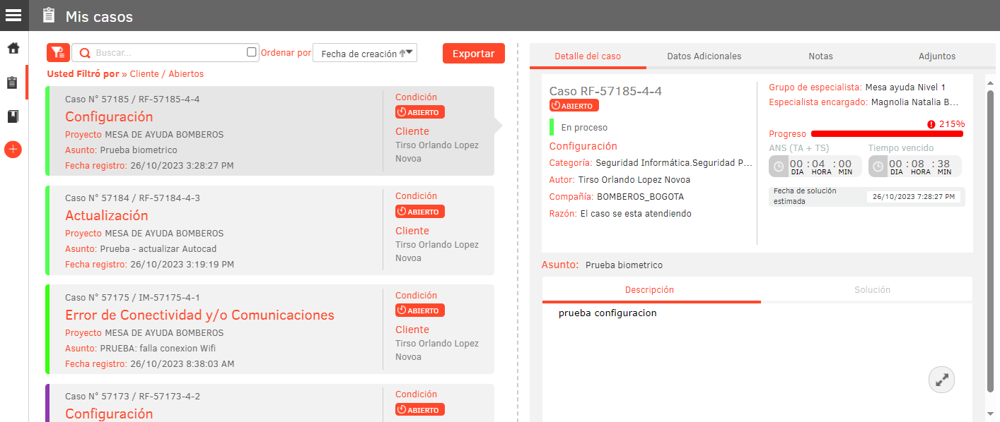 Mis casos
Buscar...
Ordenar por
Fecha de creación
Exportar
Usted Filtró por » Cliente / Abiertos
Caso N° 57185 / RF-57185-4-4
Configuración
Proyecto MESA DE AYUDA BOMBEROS
Asunto: Prueba biometrico
Fecha registro: 26/10/2023 3:28:27 PM
Condición
ABIERTO
Cliente
Tirso Orlando Lopez
Novoa
Caso N° 57184 / RF-57184-4-3
Actualización
Proyecto MESA DE AYUDA BOMBEROS
Asunto: Prueba - actualizar Autocad
Fecha registro: 26/10/2023 3:19:19 PM
Condición
ABIERTO
Cliente
Tirso Orlando Lopez
Novoa
Caso N° 57175 / IM-57175-4-1
Error de Conectividad y/o Comunicaciones
Proyecto MESA DE AYUDA BOMBEROS
Asunto: PRUEBA: falla conexion Wifi
Fecha registro: 26/10/2023 8:38:03 AM
Condición
ABIERTO
Cliente
Tirso Orlando Lopez
Novoa
Caso N° 57173 / RF-57173-4-2
Configuración
Condición
ABIERTO
Detalle del caso
Datos Adicionales
Notas
Adjuntos
Caso RF-57185-4-4
ABIERTO
En proceso
Configuración
Categoría: Seguridad Informática.Seguridad P...
Autor: Tirso Orlando Lopez Novoa
Compañía: BOMBEROS_BOGOTA
Razón: El caso se esta atendiendo
Grupo de especialista: Mesa ayuda Nivel 1
Especialista encargado: Magnolia Natalia B...
215%
Progreso
ANS (TA + TS)
00 : 04 : 00
DIA HORA MIN
Tiempo vencido
00 : 08 : 38
DIA HORA MIN
Fecha de solución
estimada
26/10/2023 7:28:27 PM
Asunto: Prueba biometrico
Descripción
Solución
prueba configuracion